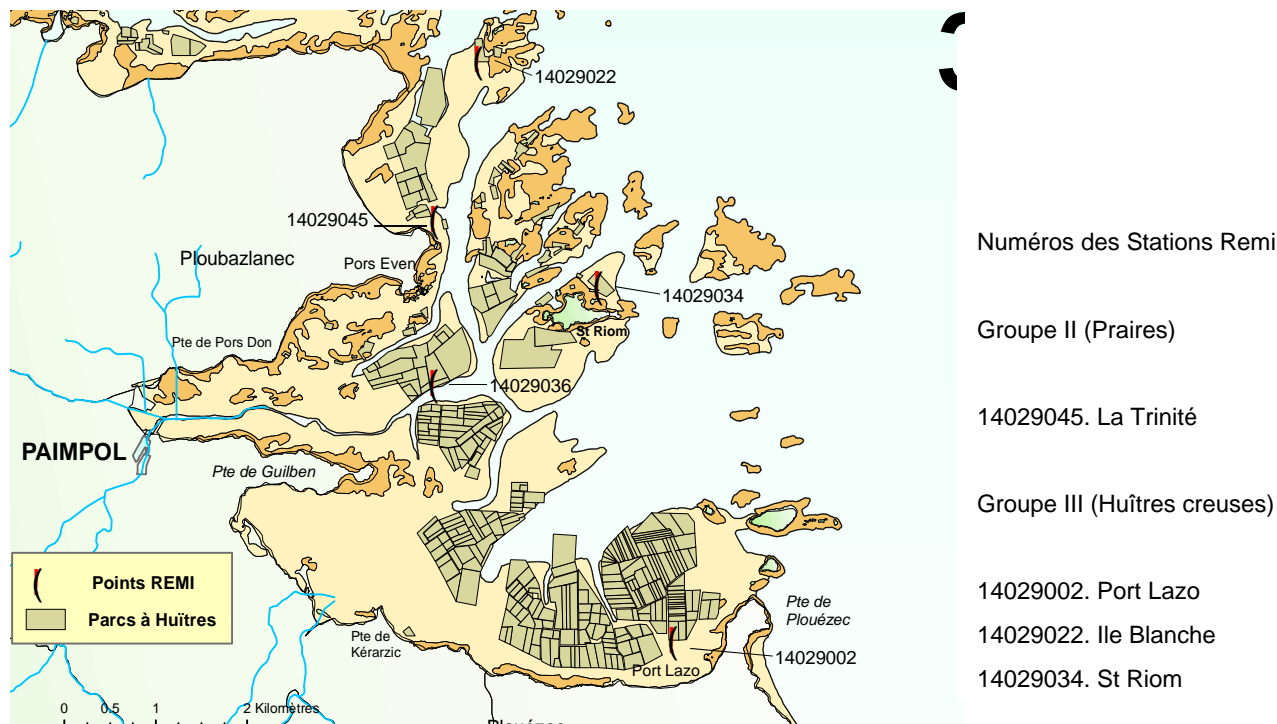 14029022
14029045
Ploubazlanec
Pors Even
14029034
St Riom
Pte de Pors Don
14029036
PAIMPOL
Pte de Guilben
Points REMI
Parcs à Huïtres
Pte de
Plouézec
Pte de
Kérarzic
14029002
Port Lazo
0 0.5 1 2 Kilomètres
Numéros des Stations Remi
Groupe II (Praires)
14029045. La Trinité
Groupe III (Huîtres creuses)
14029002. Port Lazo
14029022. Ile Blanche
14029034. St Riom